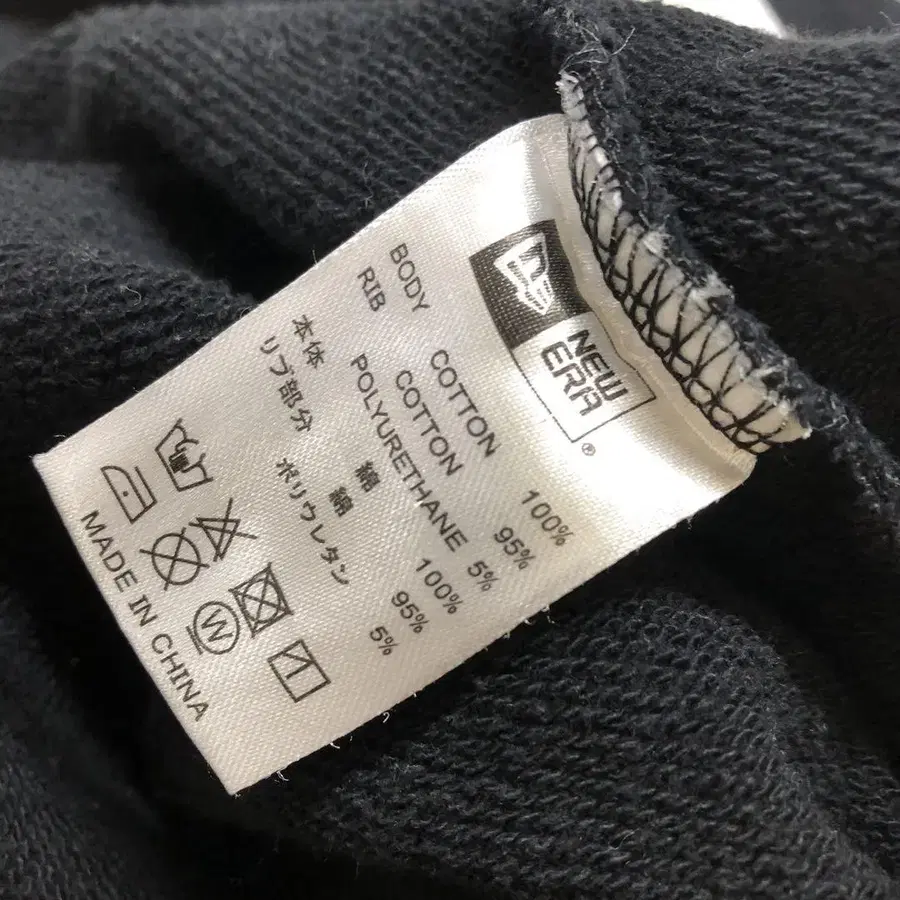 NEW
ERA
®
BODY COTTON 100%
RIB COTTON 95%
POLYURETHANE 5%
本体 綿 100%
リブ部分 綿 95%
ポリウレタン 5%
W
MADE IN CHINA